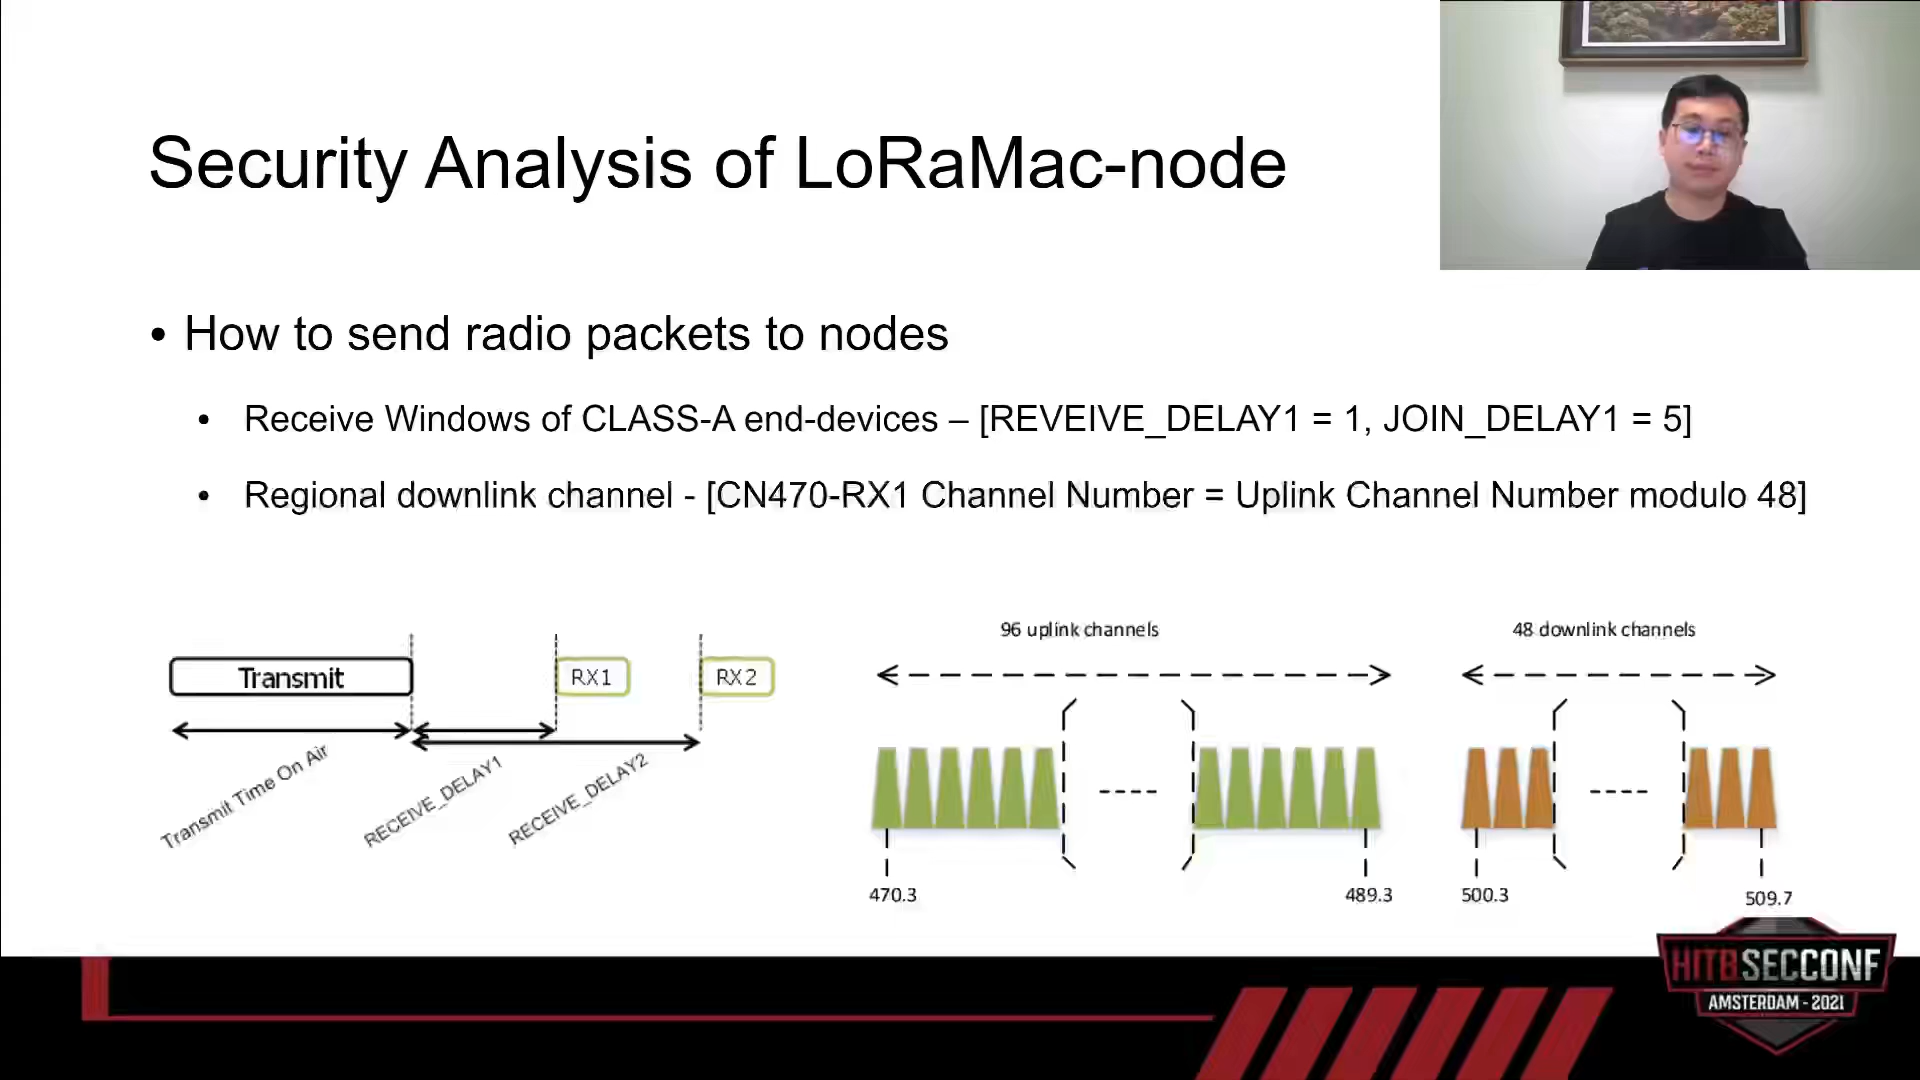 Security Analysis of LoRaMac-node
• How to send radio packets to nodes
• Receive Windows of CLASS-A end-devices – [REVEIVE_DELAY1 = 1, JOIN_DELAY1 = 5]
• Regional downlink channel - [CN470-RX1 Channel Number = Uplink Channel Number modulo 48]
Transmit
RX1
RX2
Transmit Time On Air
RECEIVE_DELAY1
RECEIVE_DELAY2
96 uplink channels
48 downlink channels
470.3
489.3
500.3
509.7
HITBSECCONF
AMSTERDAM - 2021